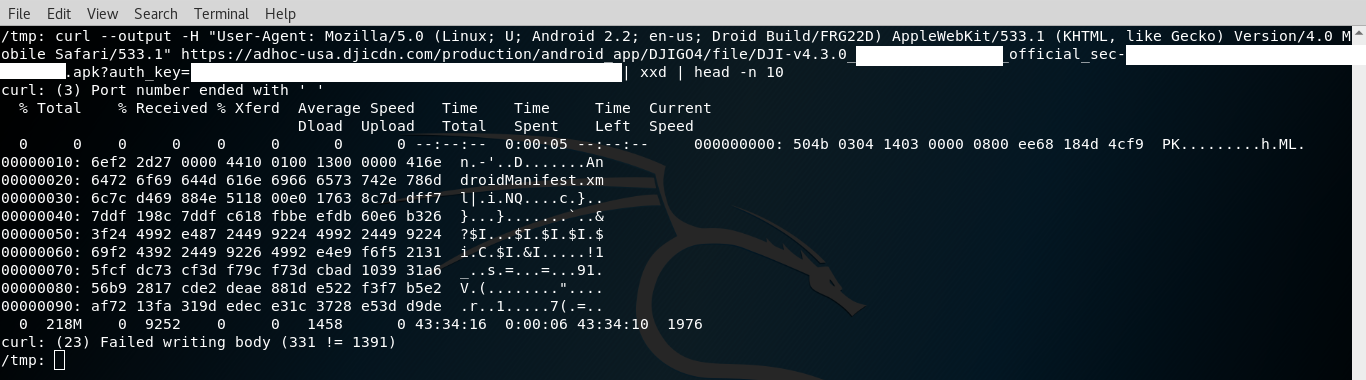 File Edit View Search Terminal Help
/tmp: curl --output -H "User-Agent: Mozilla/5.0 (Linux; U; Android 2.2; en-us; Droid Build/FRG22D) AppleWebKit/533.1 (KHTML, like Gecko) Version/4.0 M
obile Safari/533.1" https://adhoc-usa.djicdn.com/production/android_app/DJIGO4/file/DJI-v4.3.0_ _official_sec-
.apk?auth_key= | xxd | head -n 10
curl: (3) Port number ended with ' '
% Total % Received % Xferd Average Speed Time Time Time Current
Dload Upload Total Spent Left Speed
0 0 0 0 0 0 0 0 --:--:-- 0:00:05 --:--:-- 000000000: 504b 0304 1403 0000 0800 ee68 184d 4cf9 PK.........h.ML.
00000010: 6ef2 2d27 0000 4410 0100 1300 0000 416e n.-'..D.......An
00000020: 6472 6f69 644d 616e 6966 6573 742e 786d droidManifest.xm
00000030: 6c7c d469 884e 5118 00e0 1763 8c7d dff7 l|.i.NQ....c.}..
00000040: 7ddf 198c 7ddf c618 fbbe efdb 60e6 b326 }...}.......`..&
00000050: 3f24 4992 e487 2449 9224 4992 2449 9224 ?$I...$I.$I.$I.$
00000060: 69f2 4392 2449 9226 4992 e4e9 f6f5 2131 i.C.$I.&I.....!1
00000070: 5fcf dc73 cf3d f79c f73d cbad 1039 31a6 _..s.=...=...91.
00000080: 56b9 2817 cde2 deae 881d e522 f3f7 b5e2 V.(........"....
00000090: af72 13fa 319d edec e31c 3728 e53d d9de .r..1.....7(.=..
0 218M 0 9252 0 0 1458 0 43:34:16 0:00:06 43:34:10 1976
curl: (23) Failed writing body (331 != 1391)
/tmp: